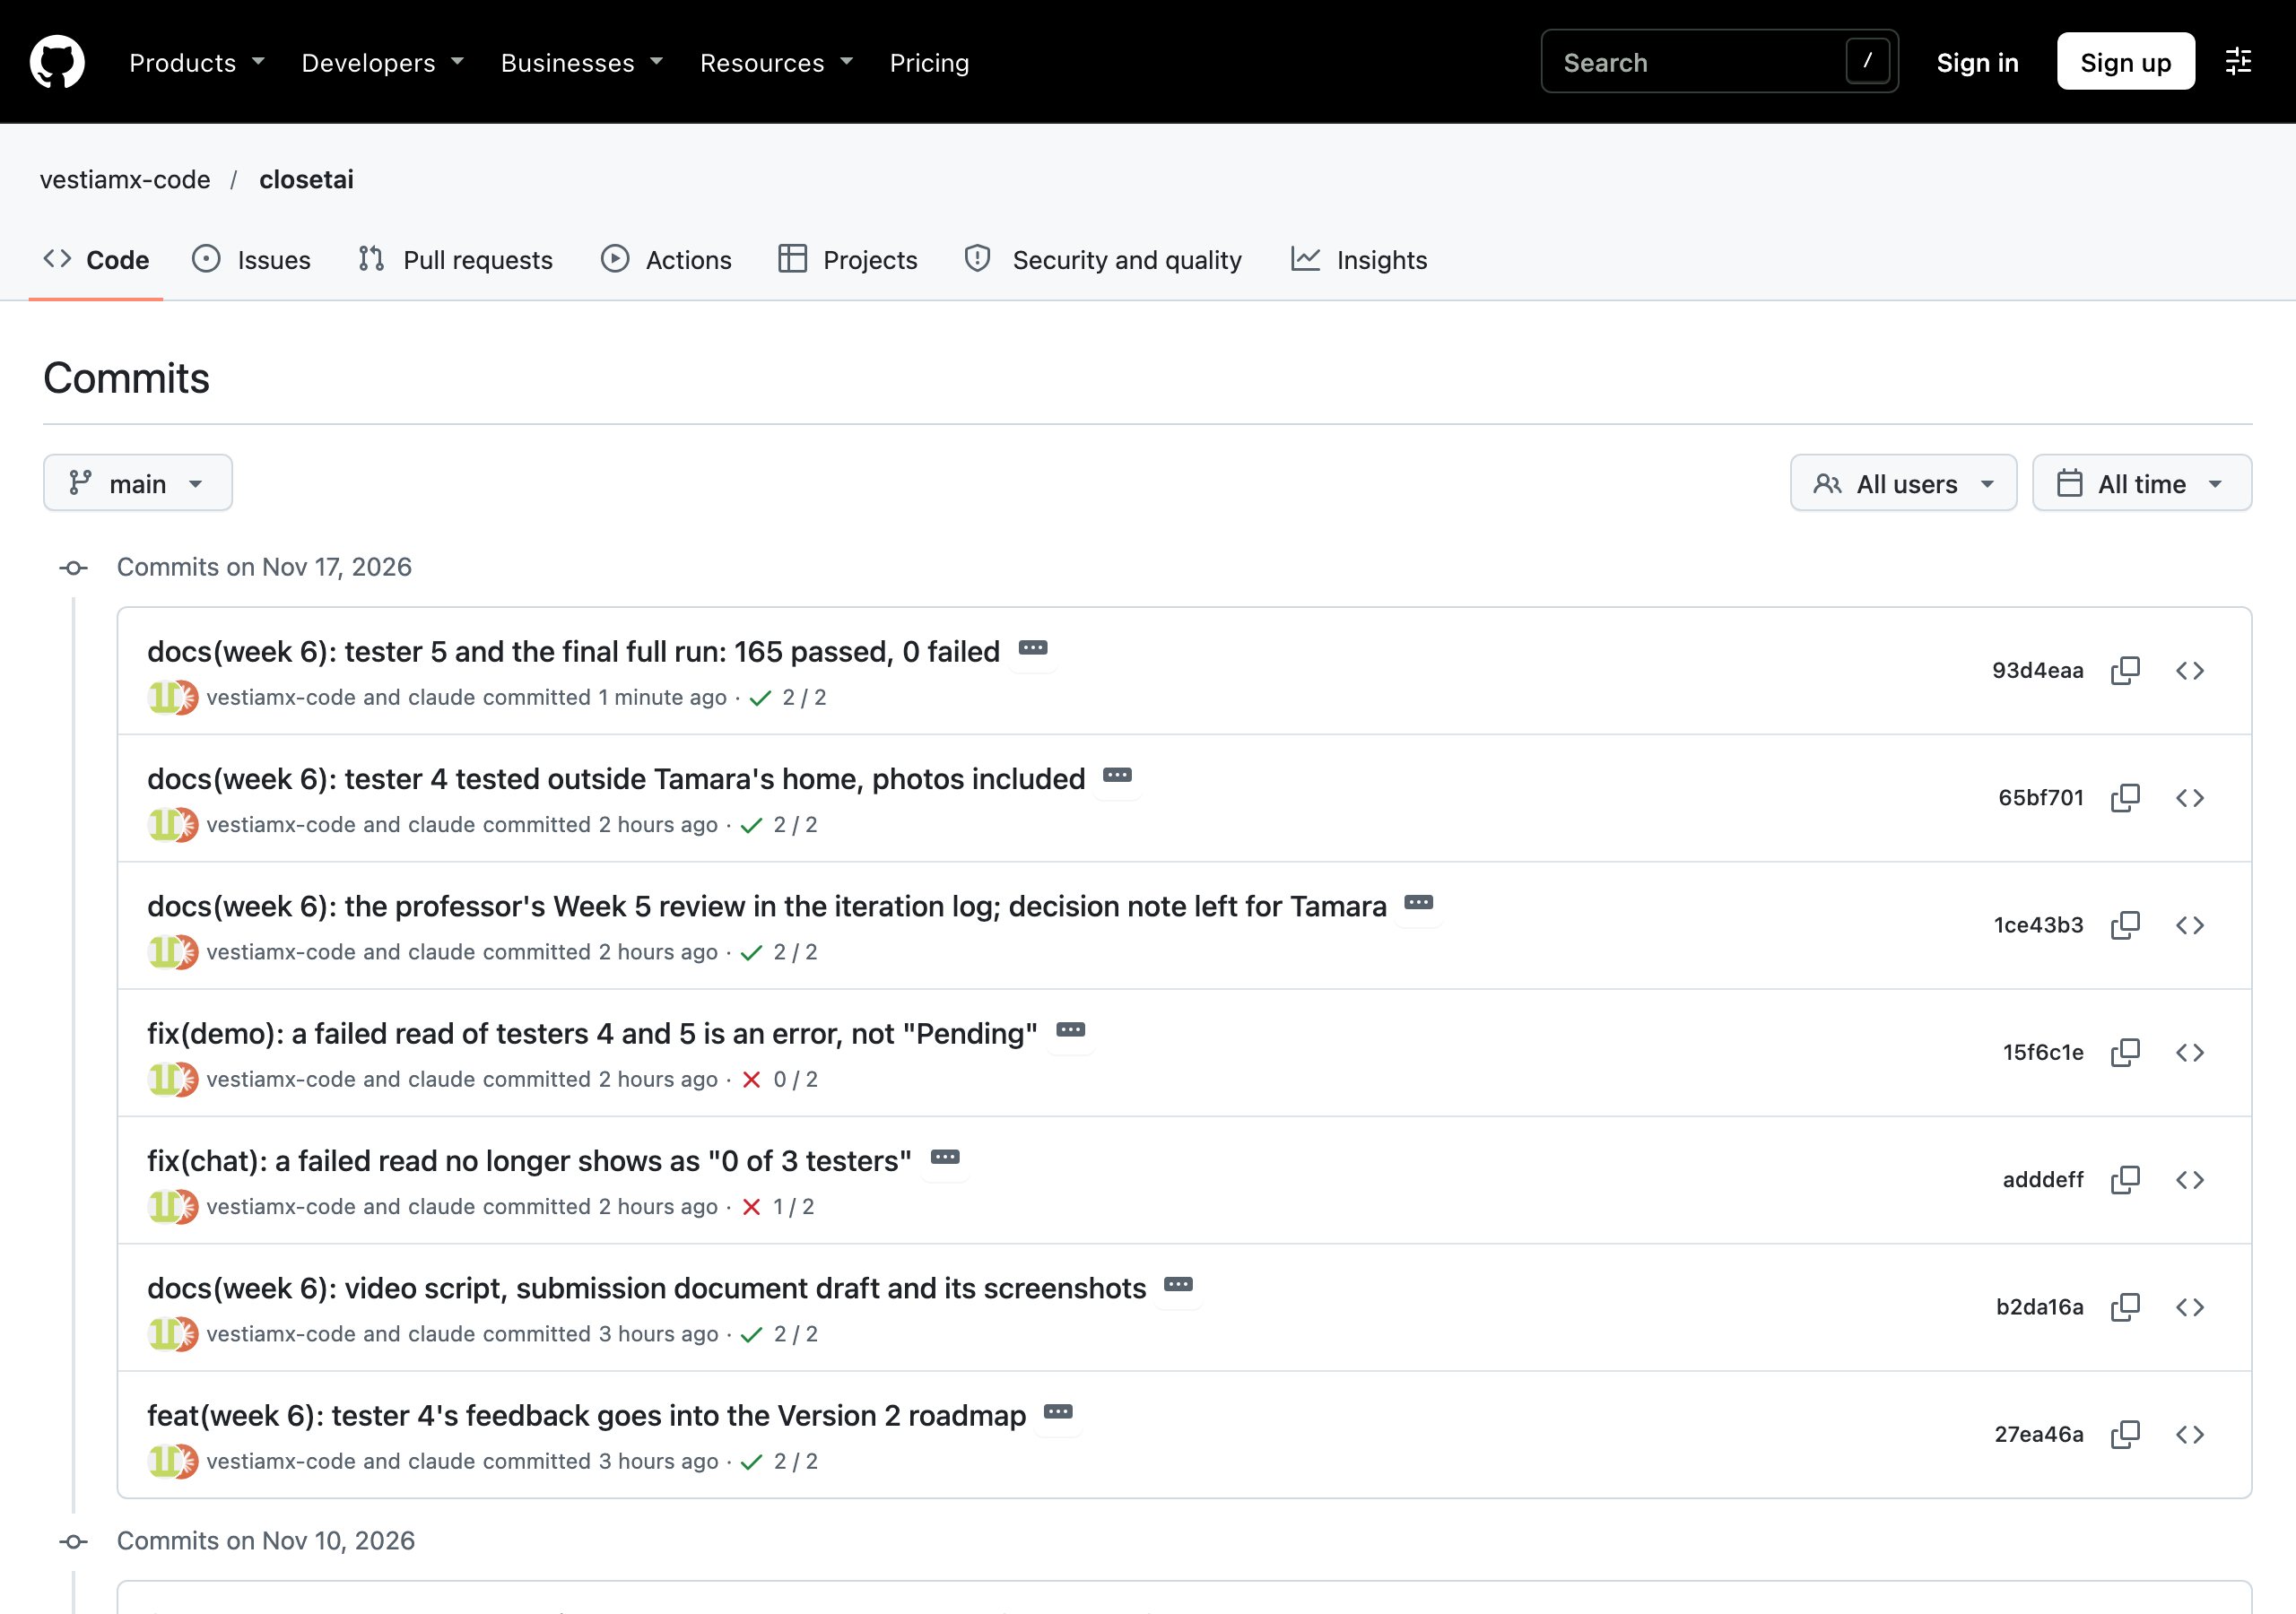 Products
Developers
Businesses
Resources
Pricing
Search
/
Sign in
Sign up
vestiamx-code / closetai
Code
Issues
Pull requests
Actions
Projects
Security and quality
Insights
Commits
main
All users
All time
Commits on Nov 17, 2026
docs(week 6): tester 5 and the final full run: 165 passed, 0 failed
93d4eaa
vestiamx-code and claude committed 1 minute ago · 2 / 2
docs(week 6): tester 4 tested outside Tamara's home, photos included
65bf701
vestiamx-code and claude committed 2 hours ago · 2 / 2
docs(week 6): the professor's Week 5 review in the iteration log; decision note left for Tamara
1ce43b3
vestiamx-code and claude committed 2 hours ago · 2 / 2
fix(demo): a failed read of testers 4 and 5 is an error, not "Pending"
15f6c1e
vestiamx-code and claude committed 2 hours ago · 0 / 2
fix(chat): a failed read no longer shows as "0 of 3 testers"
adddeff
vestiamx-code and claude committed 2 hours ago · 1 / 2
docs(week 6): video script, submission document draft and its screenshots
b2da16a
vestiamx-code and claude committed 3 hours ago · 2 / 2
feat(week 6): tester 4's feedback goes into the Version 2 roadmap
27ea46a
vestiamx-code and claude committed 3 hours ago · 2 / 2
Commits on Nov 10, 2026